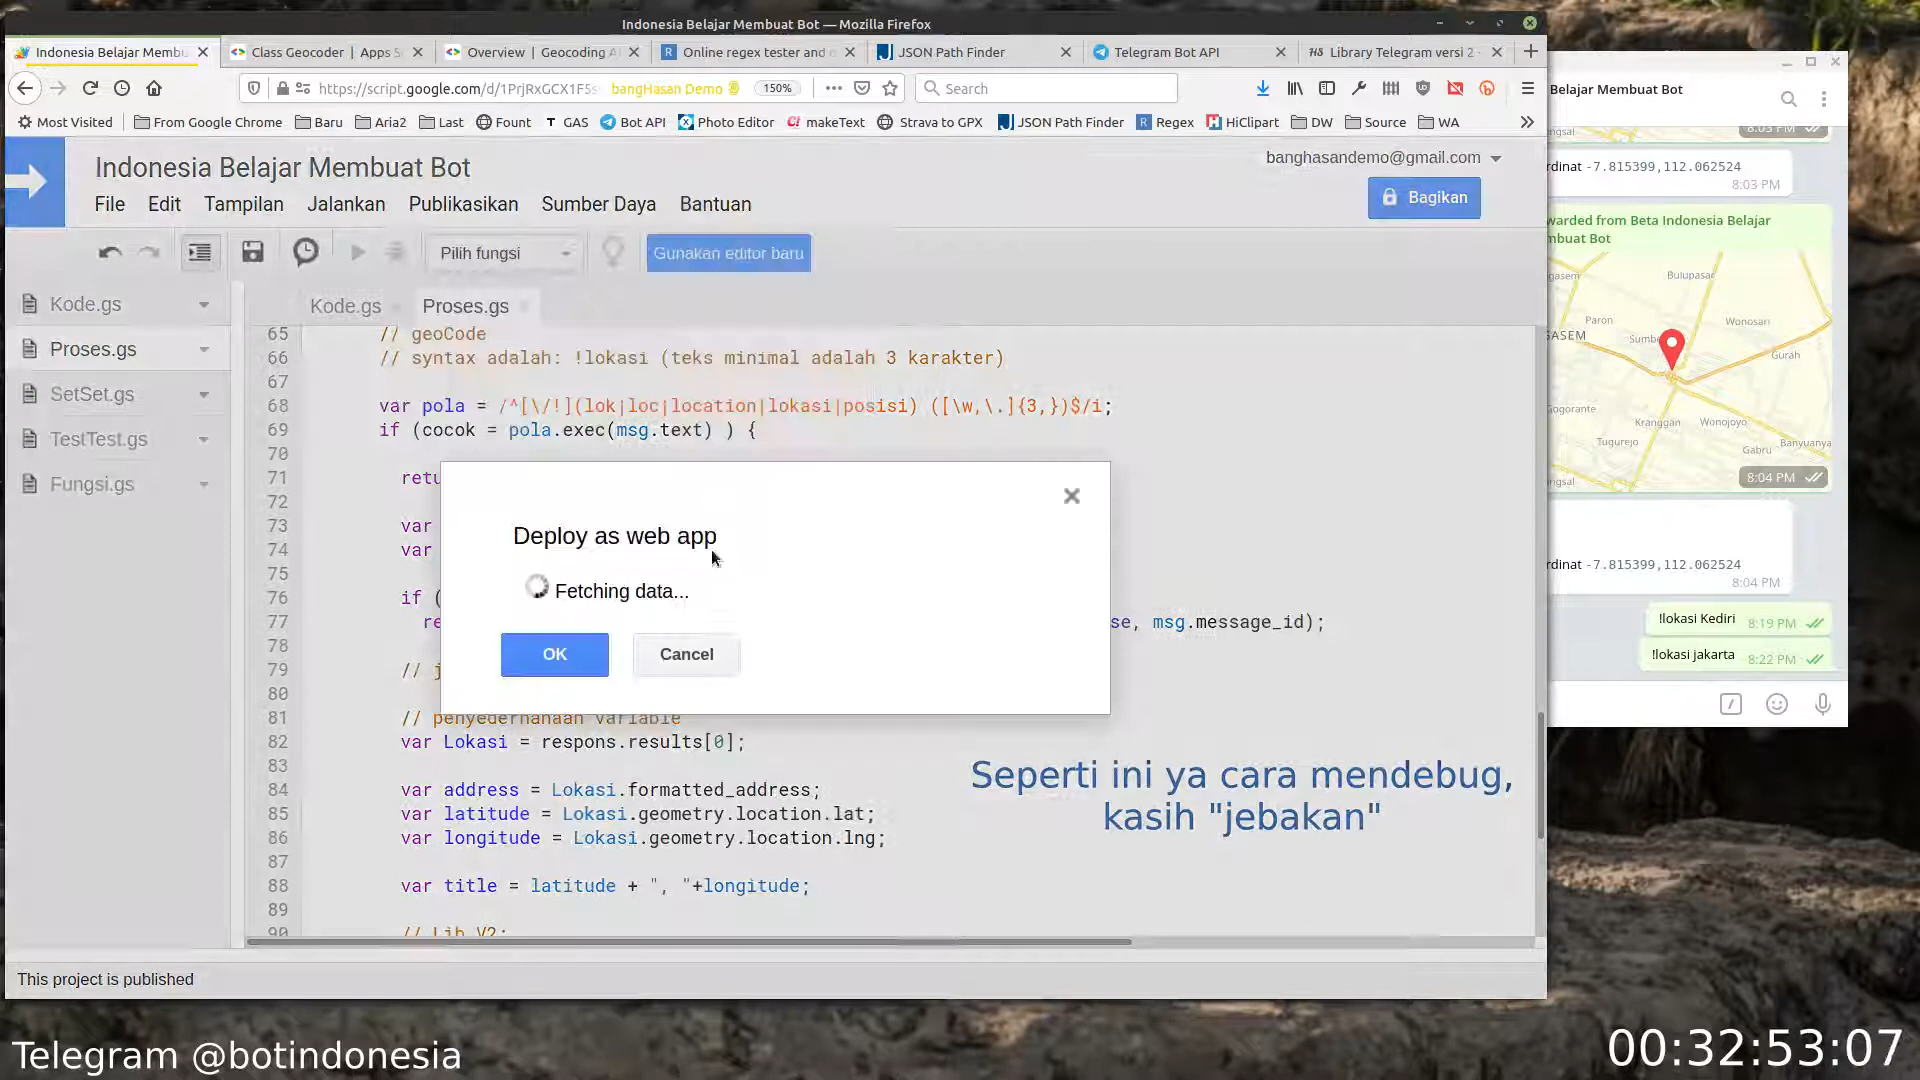 Indonesia Belajar Membuat Bot — Mozilla Firefox
Indonesia Belajar Membu
Class Geocoder | Apps S
Overview | Geocoding A
Online regex tester and
JSON Path Finder
Telegram Bot API
Library Telegram versi 2
https://script.google.com/d/1PrjRxGCX1F5s
bangHasan Demo
150%
Search
Most Visited
From Google Chrome
Baru
Aria2
Last
Fount
GAS
Bot API
Photo Editor
makeText
Strava to GPX
JSON Path Finder
Regex
HiClipart
DW
Source
WA
Indonesia Belajar Membuat Bot
banghasandemo@gmail.com
File Edit Tampilan Jalankan Publikasikan Sumber Daya Bantuan
Bagikan
Pilih fungsi
Gunakan editor baru
Kode.gs
Proses.gs
SetSet.gs
TestTest.gs
Fungsi.gs
Kode.gs
Proses.gs
65 // geoCode
66 // syntax adalah: !lokasi (teks minimal adalah 3 karakter)
67
68 var pola = /^[\/!](lok|loc|location|lokasi|posisi) ([\w,\.]{3,})$/i;
69 if (cocok = pola.exec(msg.text) ) {
70
71 retu
72
73 var
74 var
75
76 if (
77 re se, msg.message_id);
78
79 // j
80
81 // penyederhanaan variable
82 var Lokasi = respons.results[0];
83
84 var address = Lokasi.formatted_address;
85 var latitude = Lokasi.geometry.location.lat;
86 var longitude = Lokasi.geometry.location.lng;
87
88 var title = latitude + ", "+longitude;
89
90 // Lib V2:
Deploy as web app
Fetching data...
OK
Cancel
Seperti ini ya cara mendebug,
kasih "jebakan"
This project is published
Belajar Membuat Bot
ngsal
8:03 PM
rdinat -7.815399,112.062524
8:03 PM
warded from Beta Indonesia Belajar
mbuat Bot
gasem
Bulupasar
Paron
Wonosari
GASEM
Sumbe
Gurah
ogorante
Kranggan
Wonojoyo
Tugurejo
Gabru
Banyuanya
ngsal
8:04 PM
rdinat -7.815399,112.062524
8:04 PM
!lokasi Kediri 8:19 PM
!lokasi jakarta 8:22 PM
Telegram @botindonesia
00:32:53:07